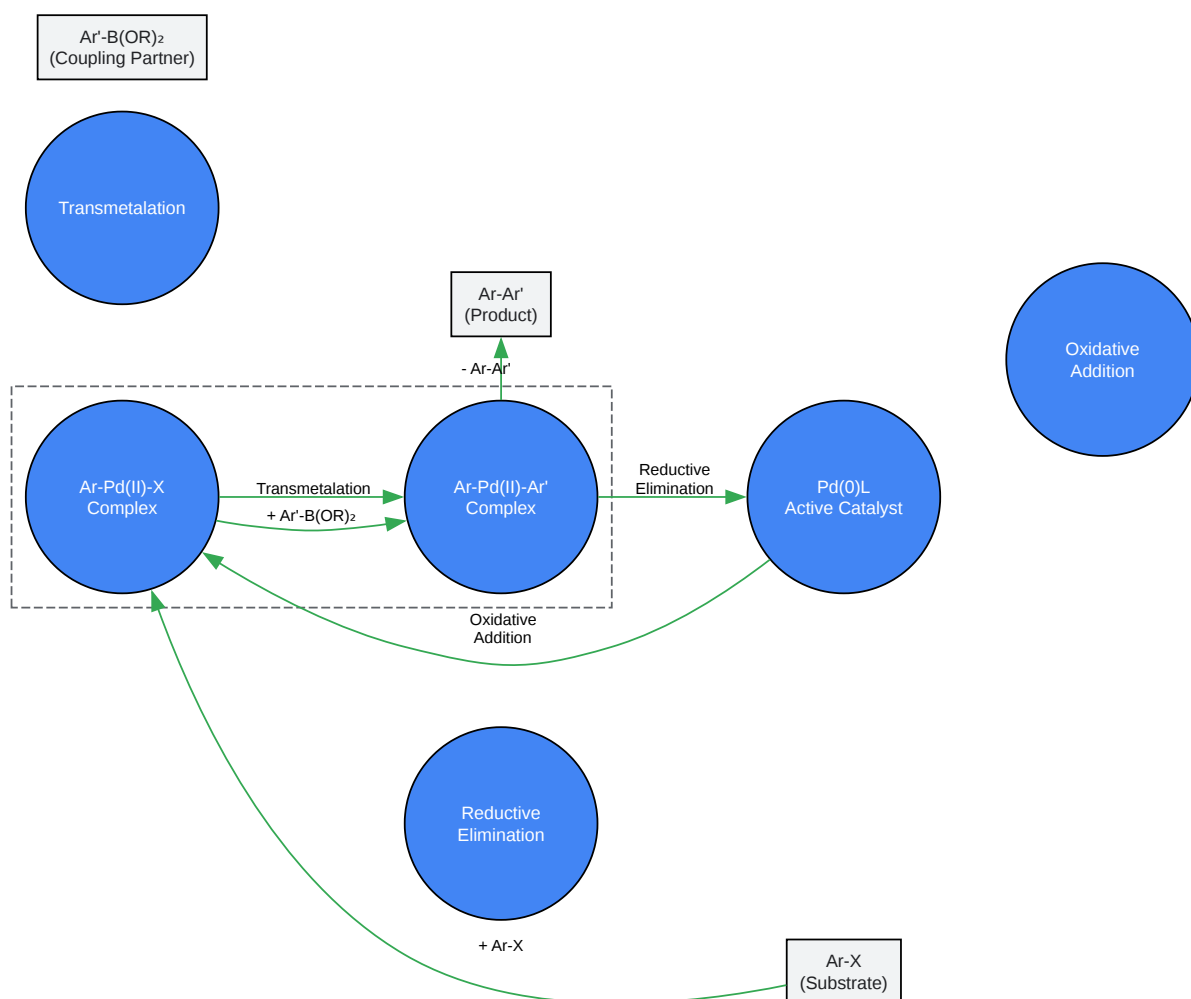 Ar'-B(OR)₂
(Coupling Partner)
Transmetalation
Ar-Ar'
(Product)
- Ar-Ar'
Oxidative
Addition
Ar-Pd(II)-X
Complex
Transmetalation
+ Ar'-B(OR)₂
Ar-Pd(II)-Ar'
Complex
Reductive
Elimination
Pd(0)L
Active Catalyst
Oxidative
Addition
Reductive
Elimination
+ Ar-X
Ar-X
(Substrate)